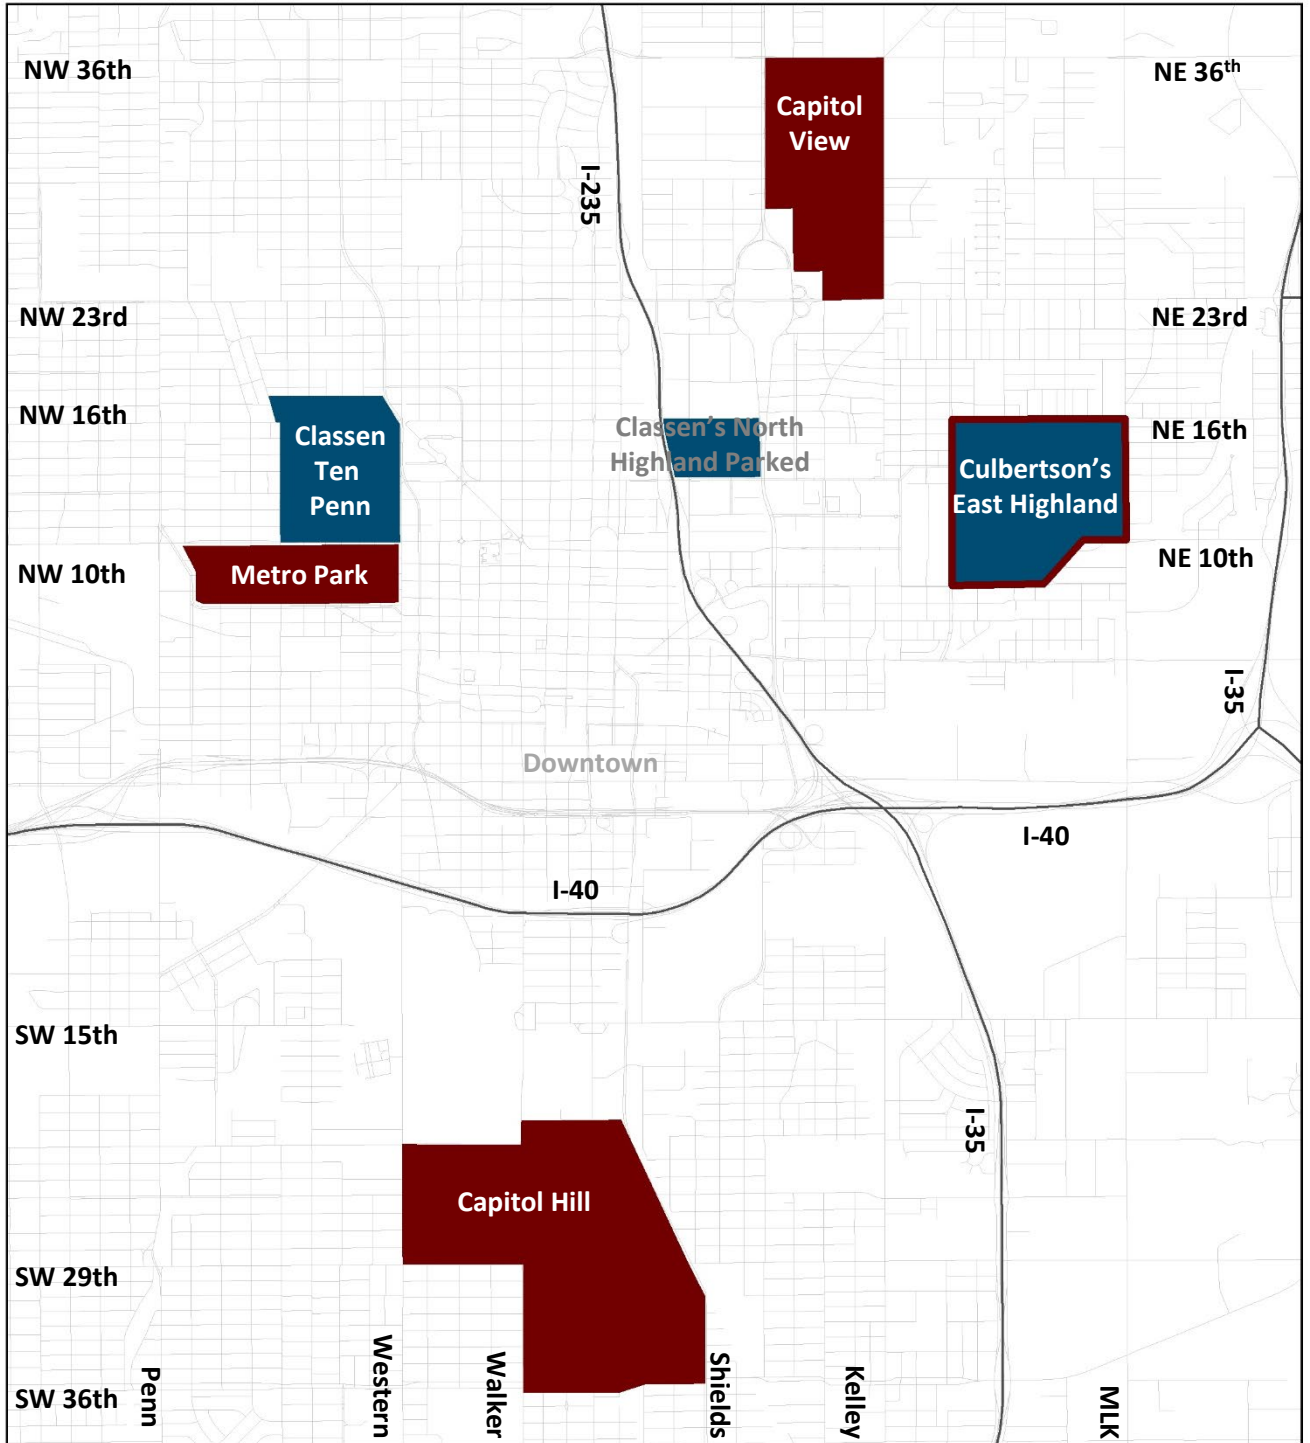 NW 36th
NE 36th
Capitol
View
I-235
NW 23rd
NE 23rd
NW 16th
Classen
Ten
Penn
Classen's North
Highland Parked
NE 16th
Culbertson's
East Highland
NW 10th
Metro Park
NE 10th
I-35
Downtown
I-40
I-40
SW 15th
I-35
Capitol Hill
SW 29th
SW 36th
Penn
Western
Walker
Shields
Kelley
MLK